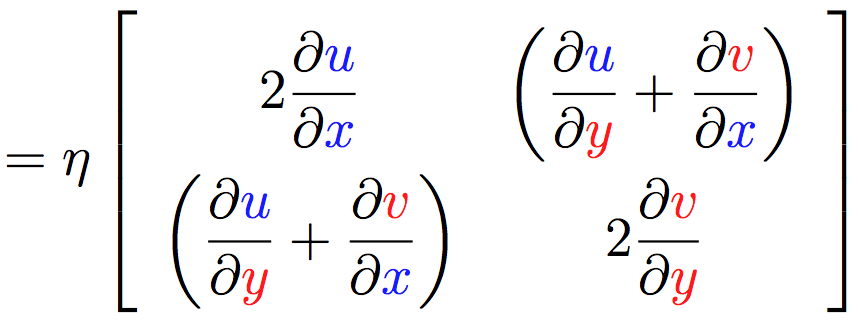 = η [ 2 ∂u/∂x (∂u/∂y + ∂v/∂x)
(∂u/∂y + ∂v/∂x) 2 ∂v/∂y ]